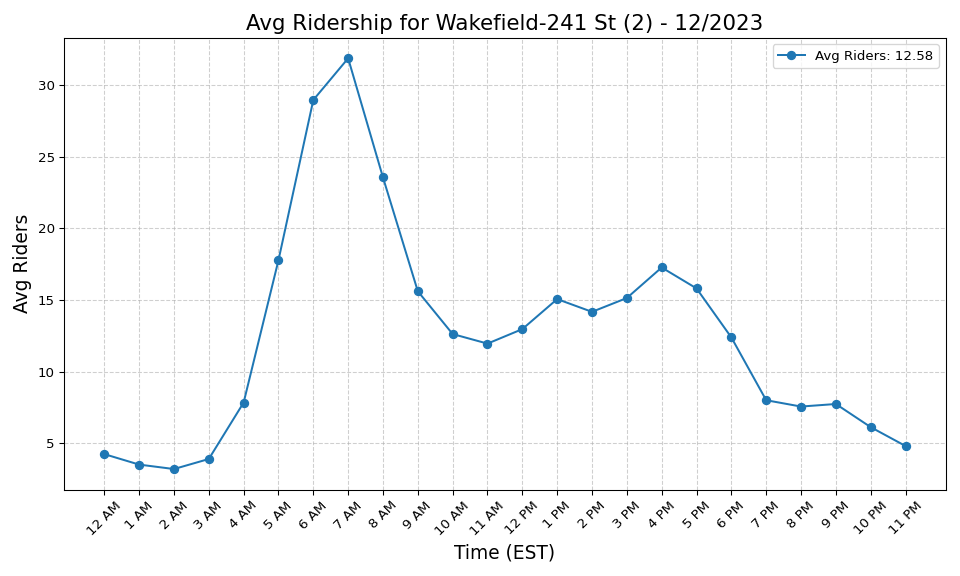 Avg Ridership for Wakefield-241 St (2) - 12/2023
Avg Riders: 12.58
Avg Riders
30
25
20
15
10
5
12 AM
1 AM
2 AM
3 AM
4 AM
5 AM
6 AM
7 AM
8 AM
9 AM
10 AM
11 AM
12 PM
1 PM
2 PM
3 PM
4 PM
5 PM
6 PM
7 PM
8 PM
9 PM
10 PM
11 PM
Time (EST)